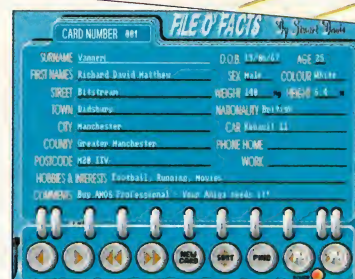 CARD NUMBER 001
FILE O' FACTS By Stuart Davis
SURNAME Vanneri D.O.B 13/05/67 AGE 25
FIRST NAMES Richard David Matthew SEX Male COLOUR White
STREET Bitstream WEIGHT 140 HEIGHT
TOWN Didsbury NATIONALITY British
CITY Manchester CAR Renault 11
COUNTY Greater Manchester PHONE HOME
POSTCODE M20 WORK
HOBBIES & INTERESTS Football, Running, Movies
COMMENTS Buy AMOS Professional - Your Amiga needs it!
NEW CARD SORT FIND